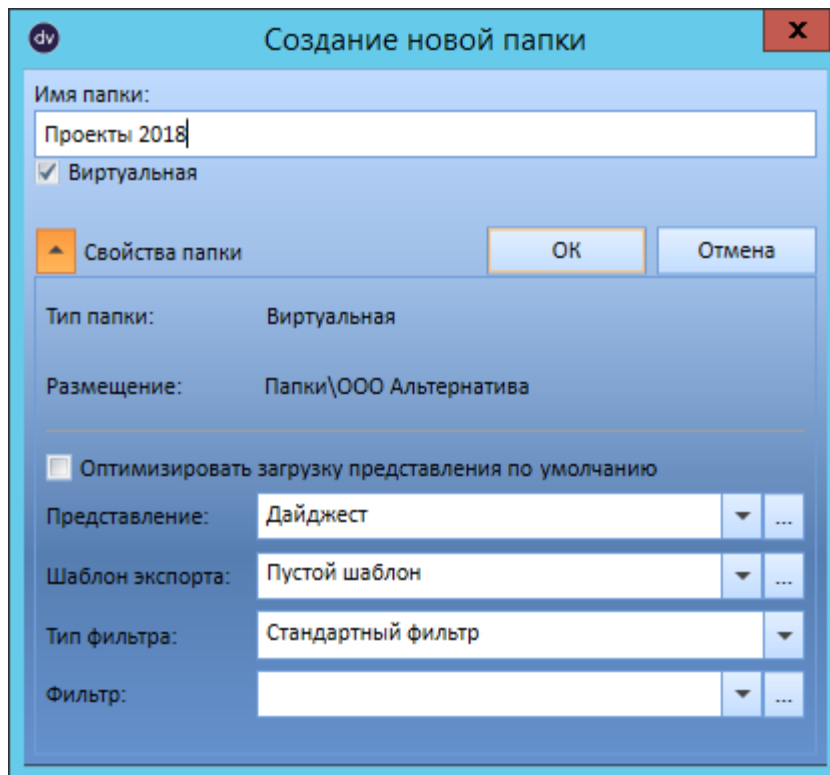 dv
Создание новой папки
x
Имя папки:
Проекты 2018
Виртуальная
Свойства папки
ОК
Отмена
Тип папки:
Виртуальная
Размещение:
Папки\ООО Альтернатива
Оптимизировать загрузку представления по умолчанию
Представление:
Дайджест
...
Шаблон экспорта:
Пустой шаблон
...
Тип фильтра:
Стандартный фильтр
Фильтр:
...